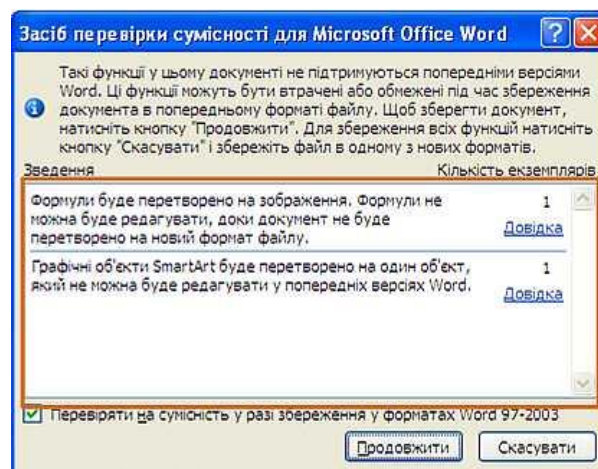 Засіб перевірки сумісності для Microsoft Office Word
Такі функції у цьому документі не підтримуються попередніми версіями
Word. Ці функції можуть бути втрачені або обмежені під час збереження
документа в попередньому форматі файлу. Щоб зберегти документ,
натисніть кнопку "Продовжити". Для збереження всіх функцій натисніть
кнопку "Скасувати" і збережіть файл в одному з нових форматів.
Зведення Кількість екземплярів
Формули буде перетворено на зображення. Формули не 1
можна буде редагувати, доки документ не буде
перетворено на новий формат файлу. Довідка
Графічні об'єкти SmartArt буде перетворено на один об'єкт, 1
який не можна буде редагувати у попередніх версіях Word. Довідка
Перевіряти на сумісність у разі збереження у форматах Word 97-2003
Продовжити Скасувати